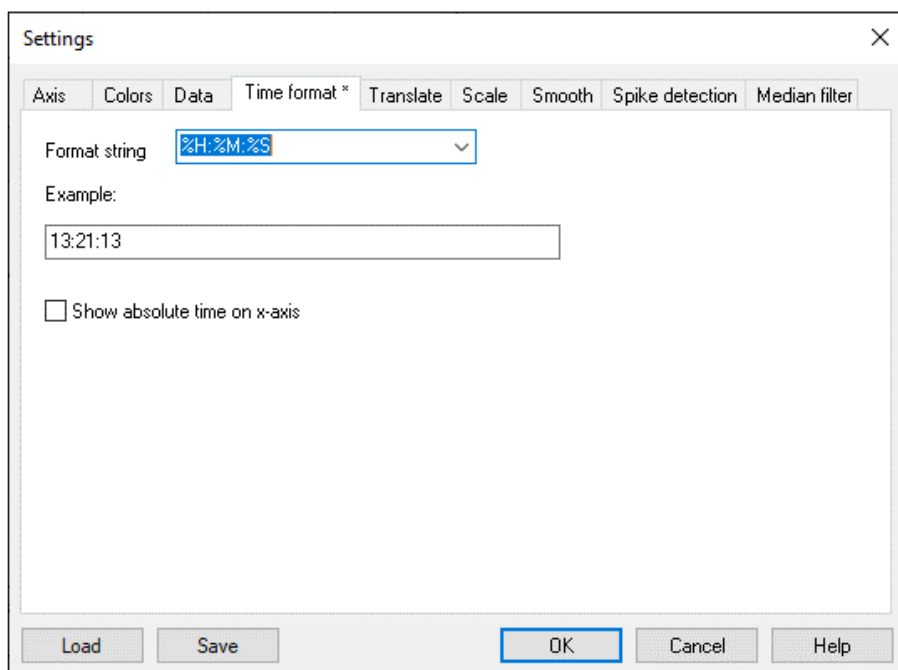 Settings
Axis Colors Data Time format * Translate Scale Smooth Spike detection Median filter
Format string %H:%M:%S
Example:
13:21:13
Show absolute time on x-axis
Load Save OK Cancel Help